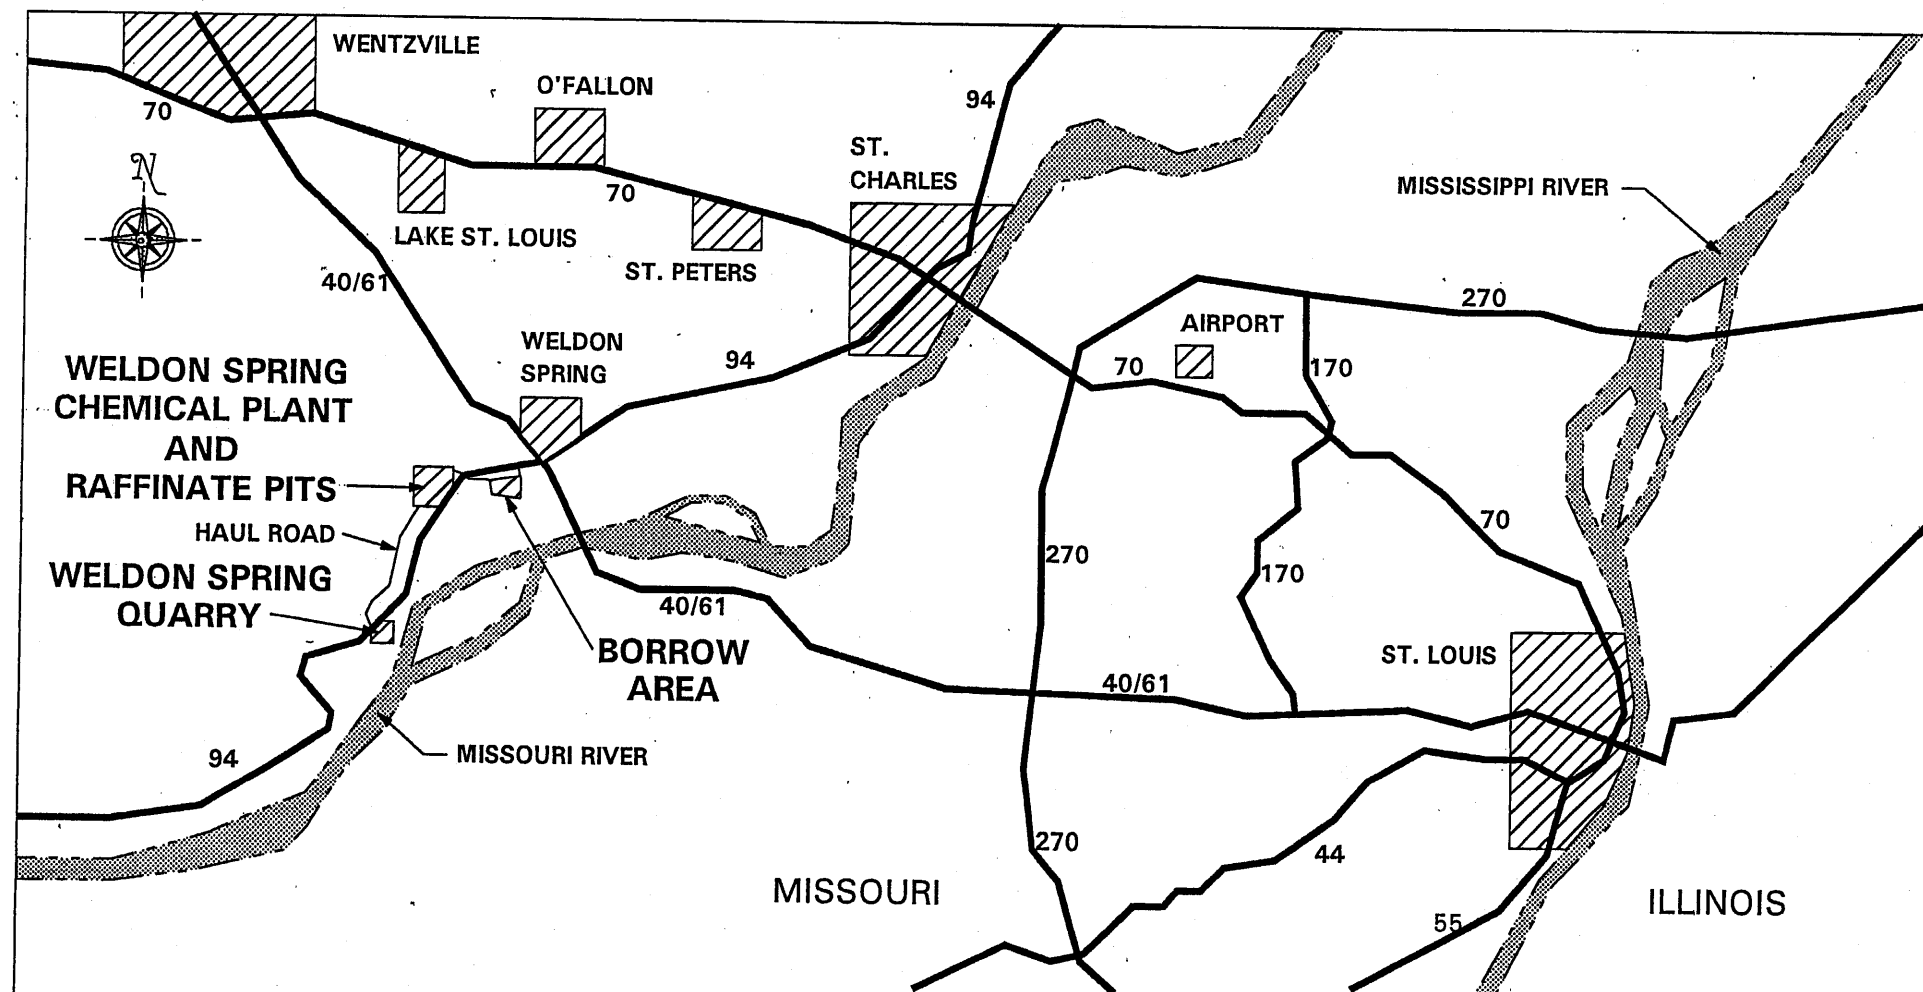 WENTZVILLE
O'FALLON
94
70
ST.
CHARLES
N
70
MISSISSIPPI RIVER
LAKE ST. LOUIS
ST. PETERS
40/61
270
AIRPORT
WELDON
SPRING
94
70
170
WELDON SPRING
CHEMICAL PLANT
AND
RAFFINATE PITS
HAUL ROAD
70
270
170
WELDON SPRING
QUARRY
40/61
BORROW
AREA
ST. LOUIS
40/61
94
MISSOURI RIVER
270
44
MISSOURI
ILLINOIS
55